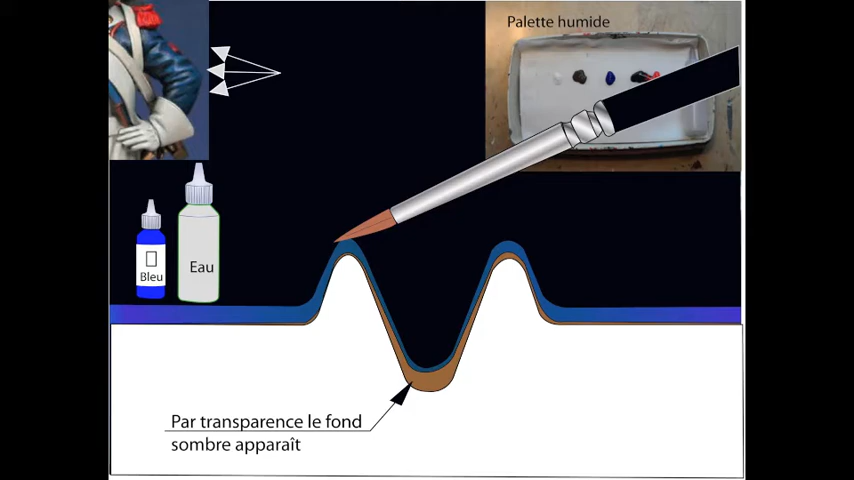 Palette humide
Bleu
Eau
Par transparence le fond
sombre apparaît